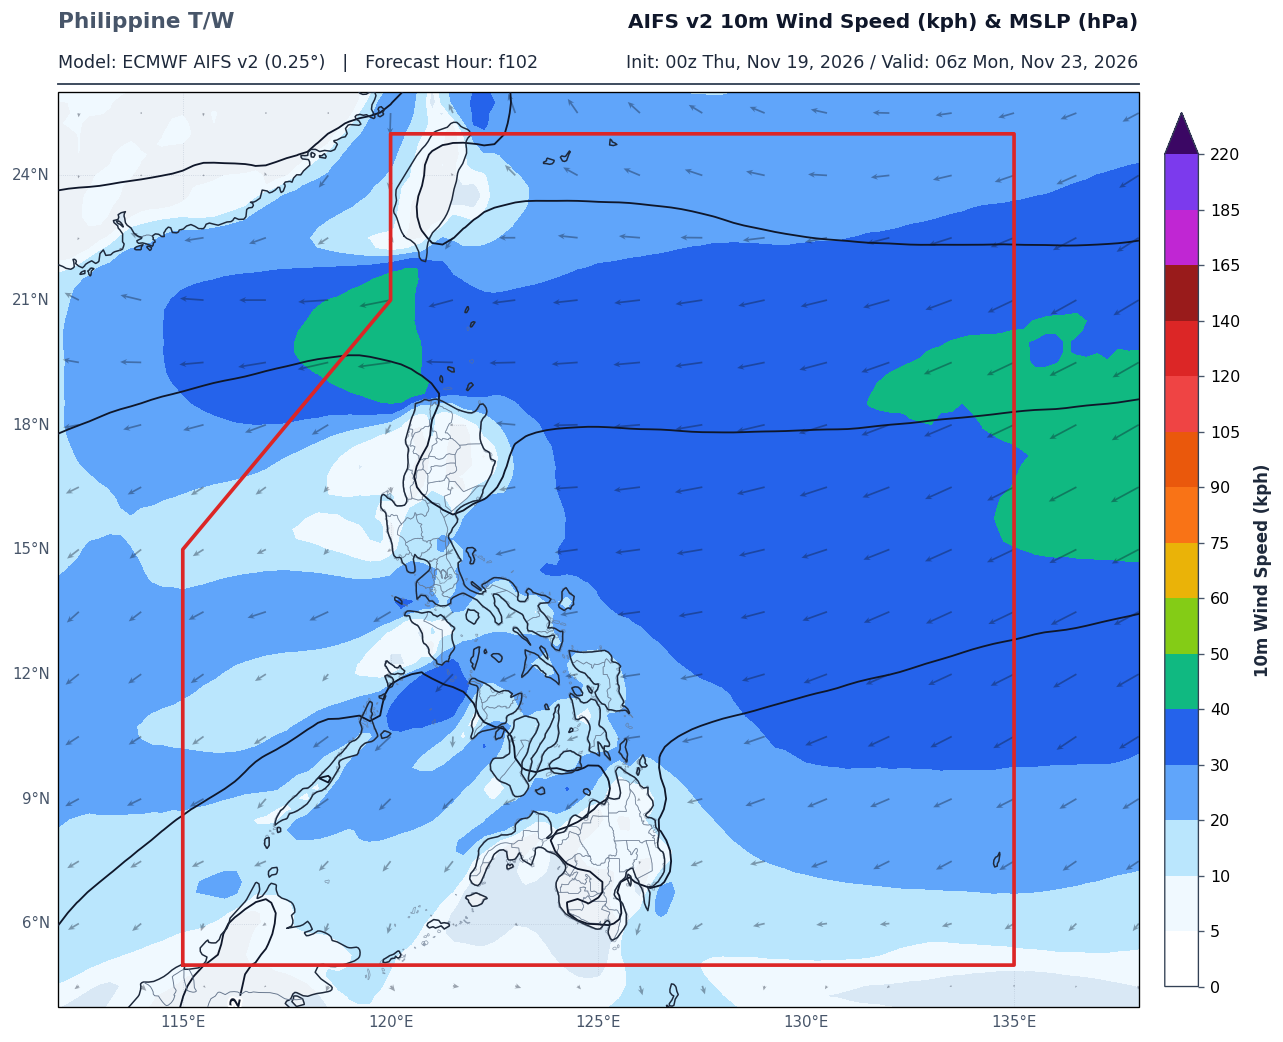 Philippine T/W
AIFS v2 10m Wind Speed (kph) & MSLP (hPa)
Model: ECMWF AIFS v2 (0.25°) | Forecast Hour: f102
Init: 00z Thu, Nov 19, 2026 / Valid: 06z Mon, Nov 23, 2026
24°N
21°N
18°N
15°N
12°N
9°N
6°N
115°E
120°E
125°E
130°E
135°E
220
185
165
140
120
105
90
75
60
50
40
30
20
10
5
0
10m Wind Speed (kph)